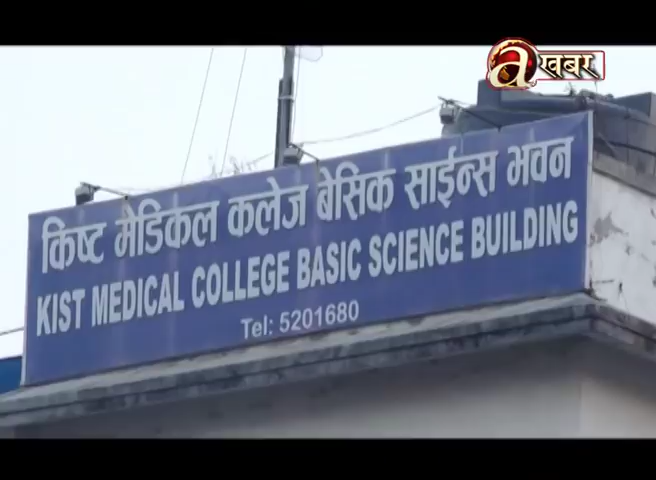 a खबर
किष्ट मेडिकल कलेज बेसिक साईन्स भवन
KIST MEDICAL COLLEGE BASIC SCIENCE BUILDING
Tel: 5201680